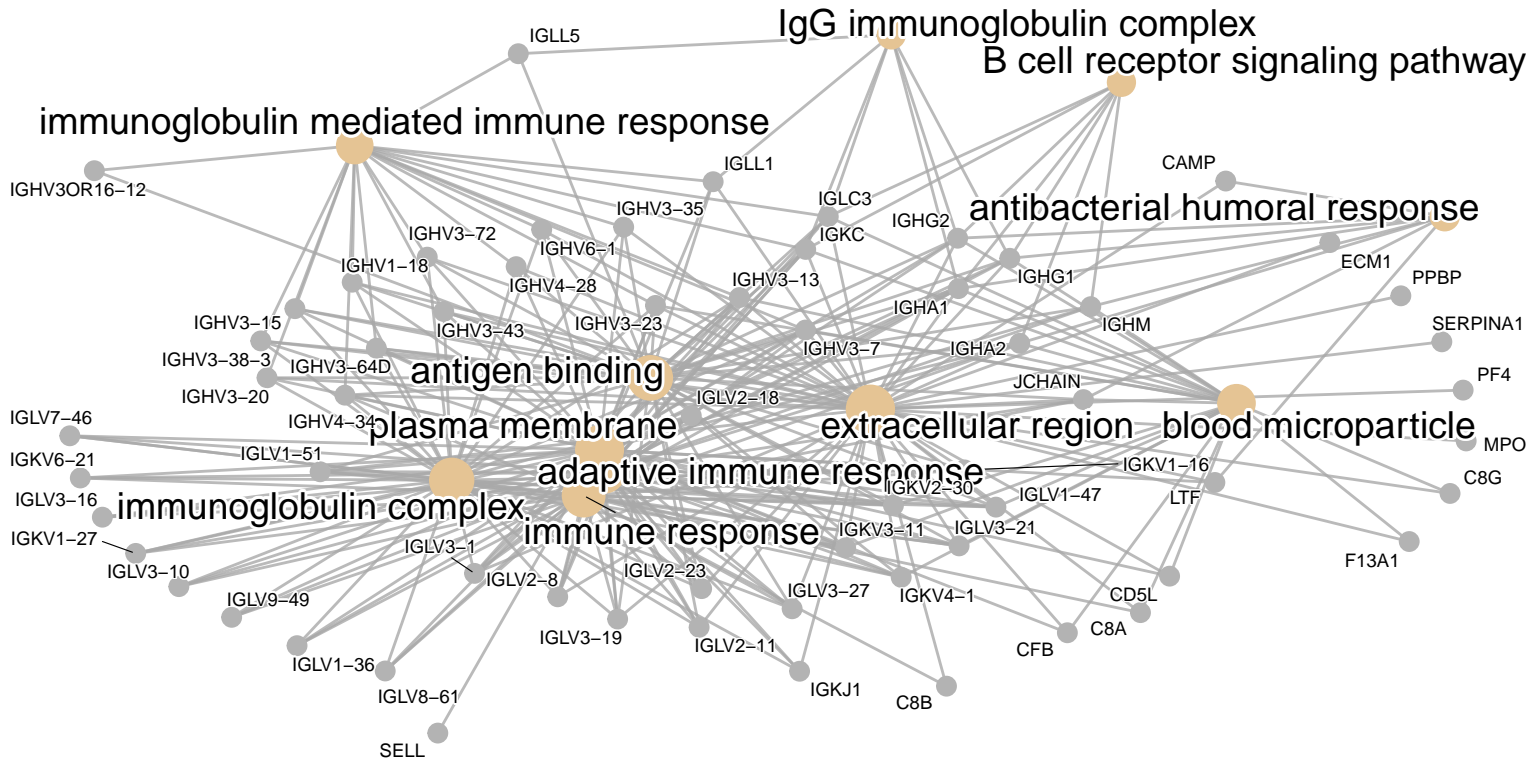 IgG immunoglobulin complex
IGLL5
B cell receptor signaling pathway
immunoglobulin mediated immune response
IGLL1
CAMP
IGHV3OR16−12
IGLC3
IGHV3−35
IGHG2
antibacterial humoral response
IGHV3−72
IGHV6−1
IGKC
IGHV1−18
IGHV4−28
IGHV3−13
IGHG1
ECM1
PPBP
IGHV3−15
IGHV3−43
IGHV3−23
IGHA1
IGHM
SERPINA1
IGHV3−38−3
IGHV3−64D
IGHV3−7
IGHA2
antigen binding
JCHAIN
PF4
IGHV3−20
IGLV2−18
IGLV7−46
IGHV4−34
plasma membrane
extracellular region
blood microparticle
MPO
IGKV6−21
IGLV1−51
adaptive immune response
IGKV1−16
C8G
IGLV3−16
immunoglobulin complex
IGKV2−30
IGLV1−47
LTF
IGKV1−27
immune response
IGKV3−11
IGLV3−21
IGLV3−10
IGLV3−1
F13A1
IGLV2−8
IGLV2−23
IGLV3−27
IGKV4−1
CD5L
IGLV9−49
C8A
IGLV3−19
IGLV2−11
CFB
IGLV1−36
IGLV8−61
IGKJ1
C8B
SELL